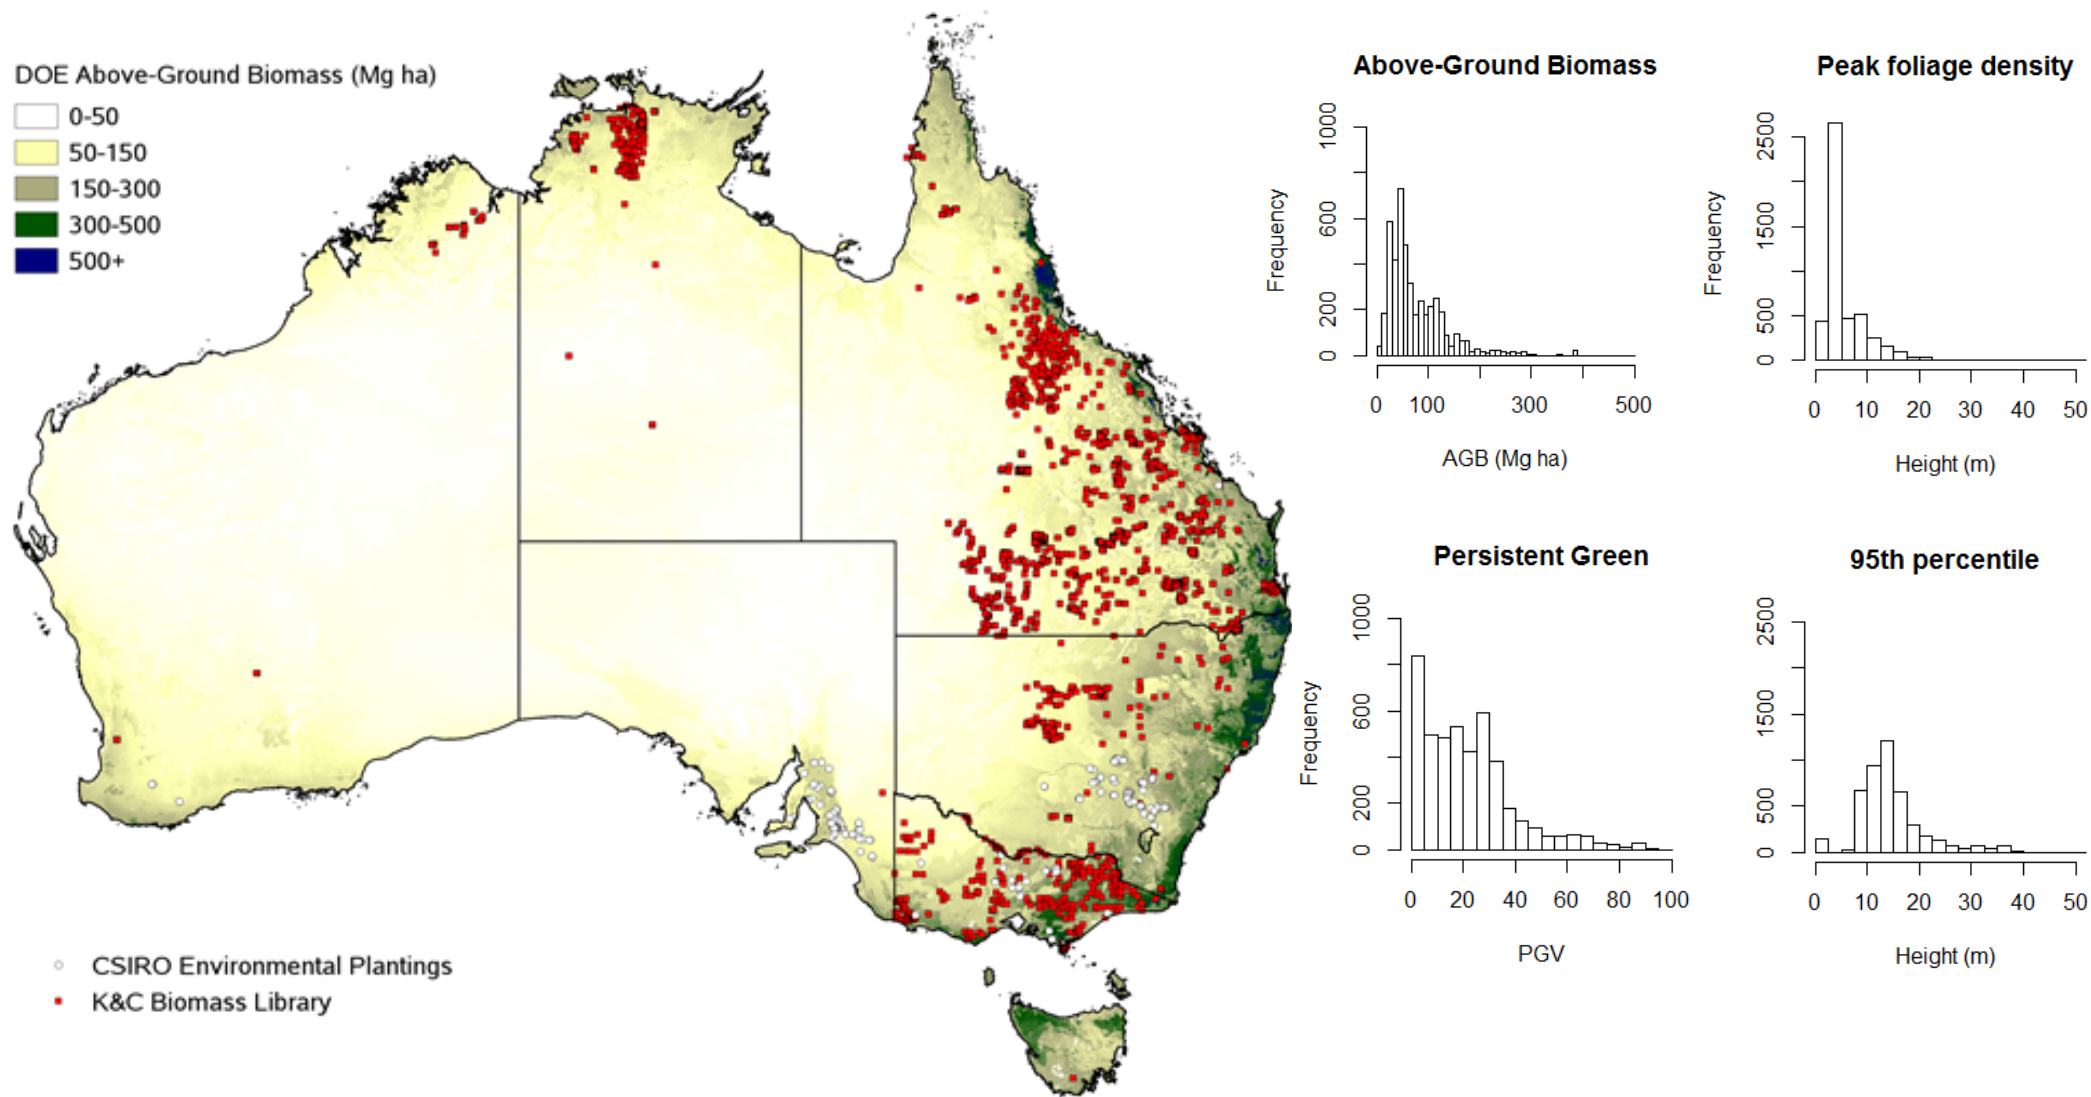 DOE Above-Ground Biomass (Mg ha)
0-50
50-150
150-300
300-500
500+
CSIRO Environmental Plantings
K&C Biomass Library
Above-Ground Biomass
Frequency
0 200 600 1000
0 100 300 500
AGB (Mg ha)
Peak foliage density
Frequency
0 500 1500 2500
0 10 20 30 40 50
Height (m)
Persistent Green
Frequency
0 200 600 1000
0 20 40 60 80 100
PGV
95th percentile
0 500 1500 2500
0 10 20 30 40 50
Height (m)